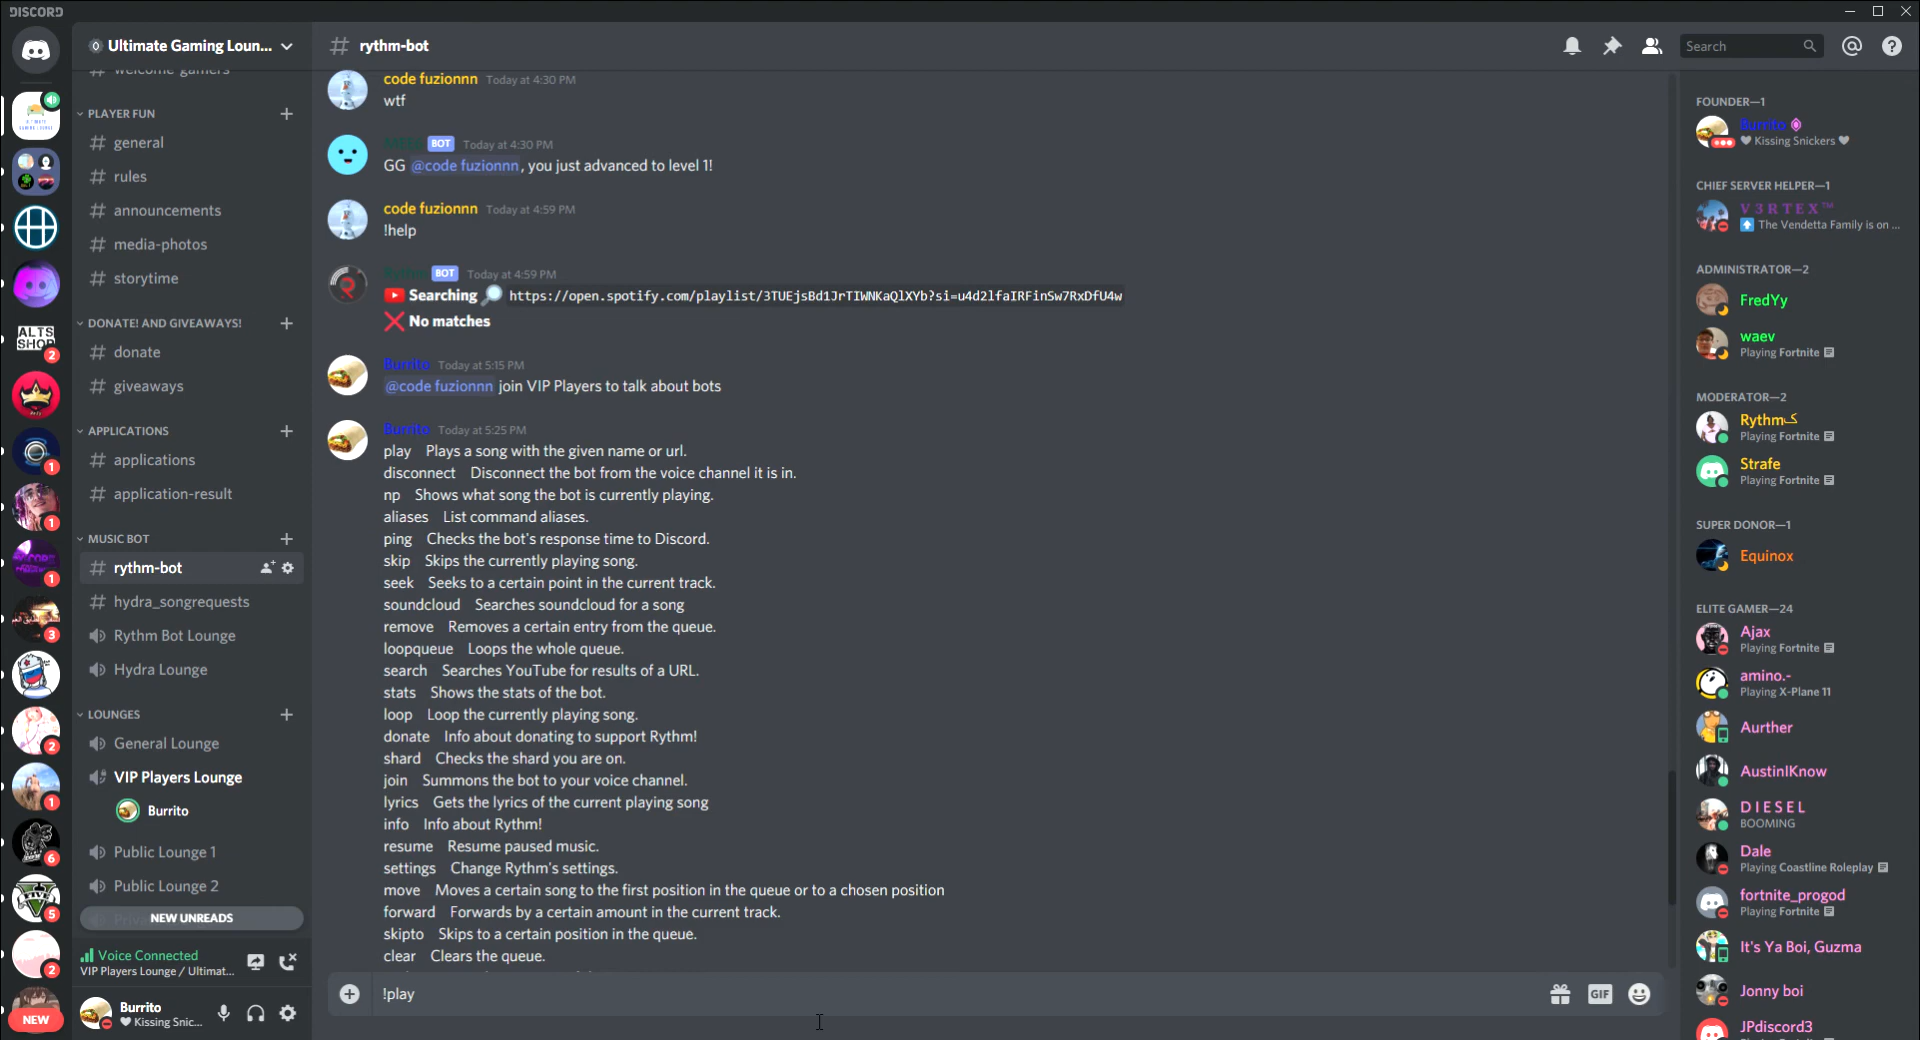 DISCORD
Ultimate Gaming Loun...
welcome-gamers
PLAYER FUN
general
rules
announcements
media-photos
storytime
DONATE! AND GIVEAWAYS!
donate
giveaways
APPLICATIONS
applications
application-result
MUSIC BOT
rythm-bot
hydra_songrequests
Rythm Bot Lounge
Hydra Lounge
LOUNGES
General Lounge
VIP Players Lounge
Burrito
Public Lounge 1
Public Lounge 2
NEW UNREADS
Voice Connected
VIP Players Lounge / Ultimat...
Burrito
Kissing Snic...
ALTS
SHOP
2
1
1
1
3
2
1
6
5
2
NEW
# rythm-bot
Search
code fuzionnn Today at 4:30 PM
wtf
MEE6 BOT Today at 4:30 PM
GG @code fuzionnn, you just advanced to level 1!
code fuzionnn Today at 4:59 PM
!help
Rythm BOT Today at 4:59 PM
Searching https://open.spotify.com/playlist/3TUEjsBd1JrTIWNKaQlXYb?si=u4d2lfaIRFinSw7RxDfU4w
No matches
Burrito Today at 5:15 PM
@code fuzionnn join VIP Players to talk about bots
Burrito Today at 5:25 PM
play Plays a song with the given name or url.
disconnect Disconnect the bot from the voice channel it is in.
np Shows what song the bot is currently playing.
aliases List command aliases.
ping Checks the bot's response time to Discord.
skip Skips the currently playing song.
seek Seeks to a certain point in the current track.
soundcloud Searches soundcloud for a song
remove Removes a certain entry from the queue.
loopqueue Loops the whole queue.
search Searches YouTube for results of a URL.
stats Shows the stats of the bot.
loop Loop the currently playing song.
donate Info about donating to support Rythm!
shard Checks the shard you are on.
join Summons the bot to your voice channel.
lyrics Gets the lyrics of the current playing song
info Info about Rythm!
resume Resume paused music.
settings Change Rythm's settings.
move Moves a certain song to the first position in the queue or to a chosen position
forward Forwards by a certain amount in the current track.
skipto Skips to a certain position in the queue.
clear Clears the queue.
!play
GIF
FOUNDER—1
Burrito
Kissing Snickers
CHIEF SERVER HELPER—1
V 3 R T E X ™
The Vendetta Family is on ...
ADMINISTRATOR—2
FredYy
waev
Playing Fortnite
MODERATOR—2
Rythmک
Playing Fortnite
Strafe
Playing Fortnite
SUPER DONOR—1
Equinox
ELITE GAMER—24
Ajax
Playing Fortnite
amino.-
Playing X-Plane 11
Aurther
AustinIKnow
D I E S E L
BOOMING
Dale
Playing Coastline Roleplay
fortnite_progod
Playing Fortnite
It's Ya Boi, Guzma
Jonny boi
JPdiscord3